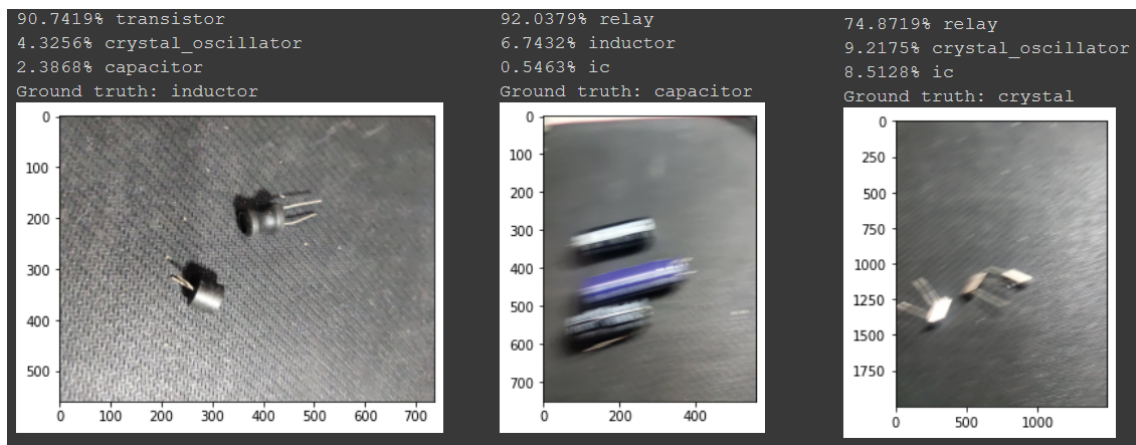 90.7419% transistor
4.3256% crystal_oscillator
2.3868% capacitor
Ground truth: inductor
0
100
200
300
400
500
0 100 200 300 400 500 600 700
92.0379% relay
6.7432% inductor
0.5463% ic
Ground truth: capacitor
0
100
200
300
400
500
600
700
0 200 400
74.8719% relay
9.2175% crystal_oscillator
8.5128% ic
Ground truth: crystal
0
250
500
750
1000
1250
1500
1750
0 500 1000